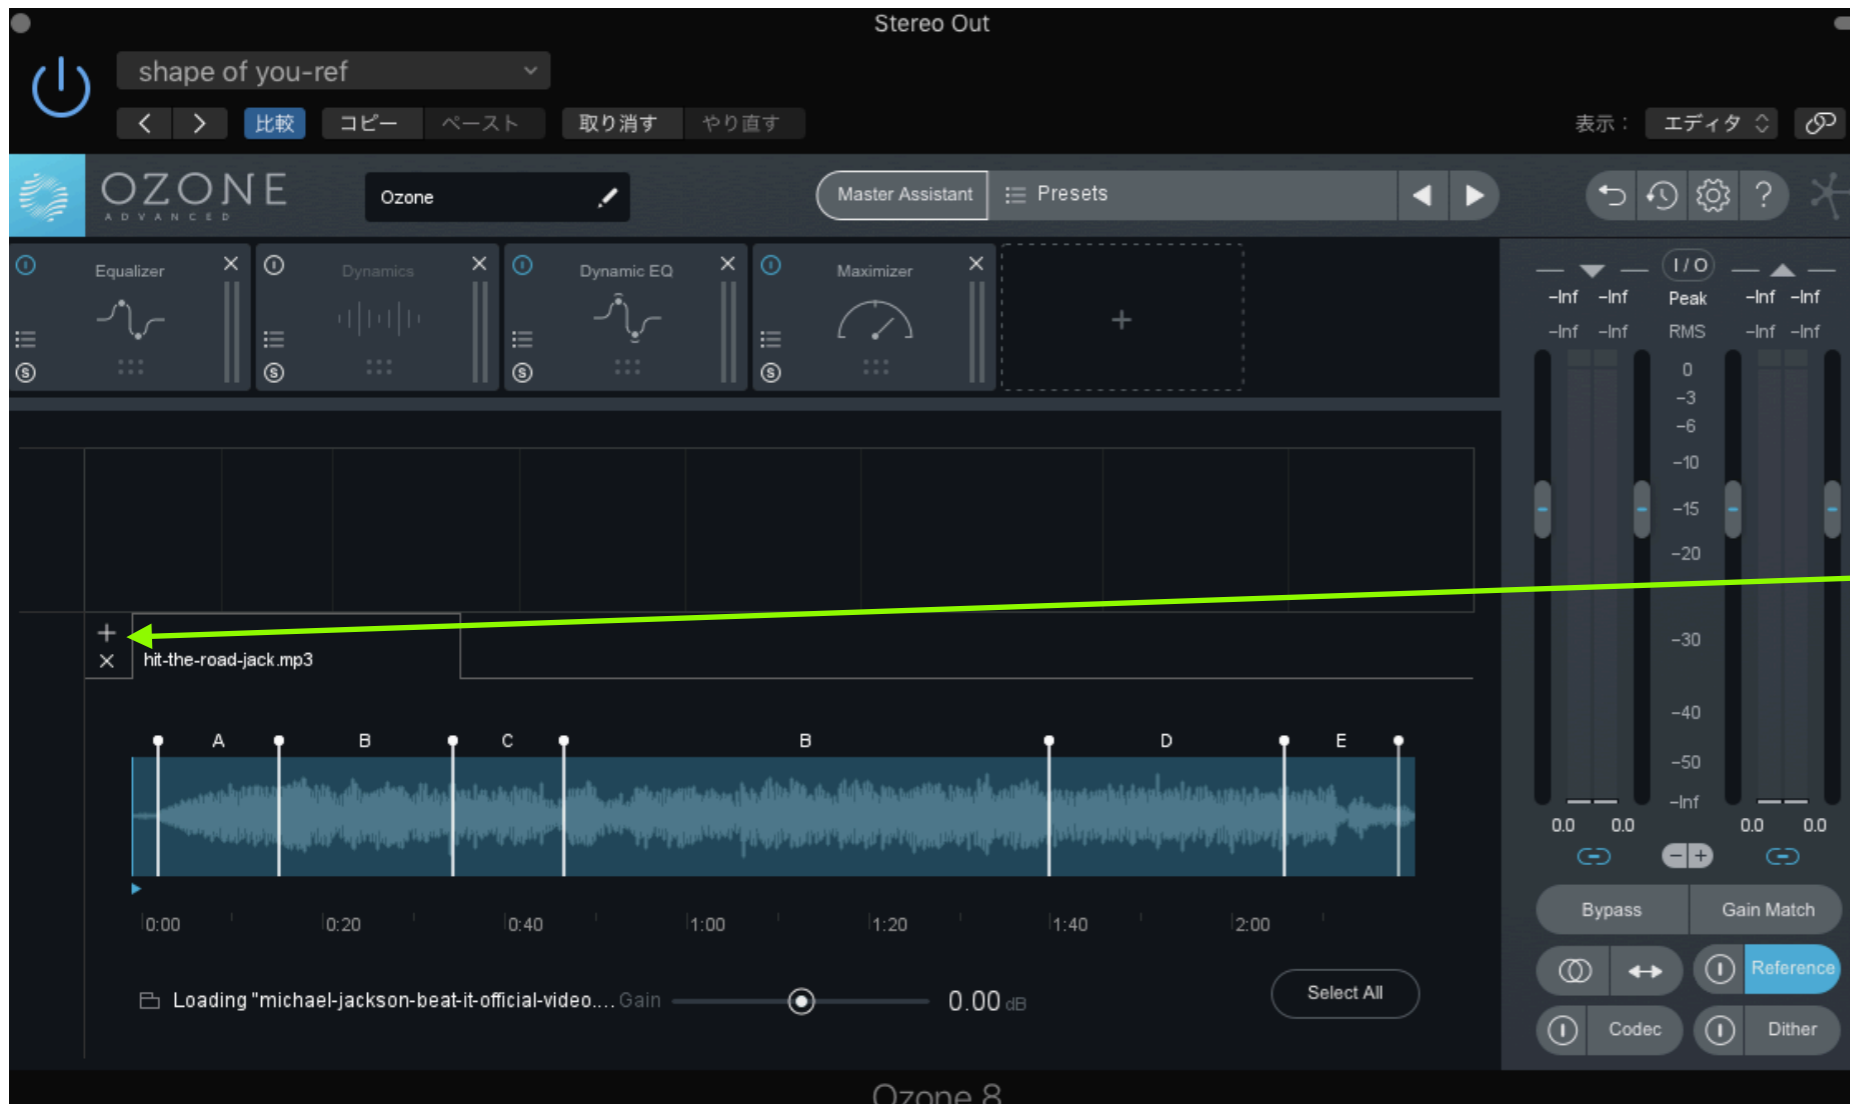 Stereo Out
shape of you-ref
比較 コピー ペースト 取り消す やり直す 表示： エディタ
OZONE
ADVANCED
Ozone
Master Assistant Presets ?
Equalizer Dynamics Dynamic EQ Maximizer
S S S S
I/O
-Inf -Inf Peak -Inf -Inf
-Inf -Inf RMS -Inf -Inf
0
-3
-6
-10
-15
-20
-30
-40
-50
-Inf
0.0 0.0 0.0 0.0
hit-the-road-jack.mp3
A B C B D E
0:00 0:20 0:40 1:00 1:20 1:40 2:00
Loading "michael-jackson-beat-it-official-video.... Gain 0.00 dB Select All
Bypass Gain Match
Reference
Codec Dither
Ozone 8